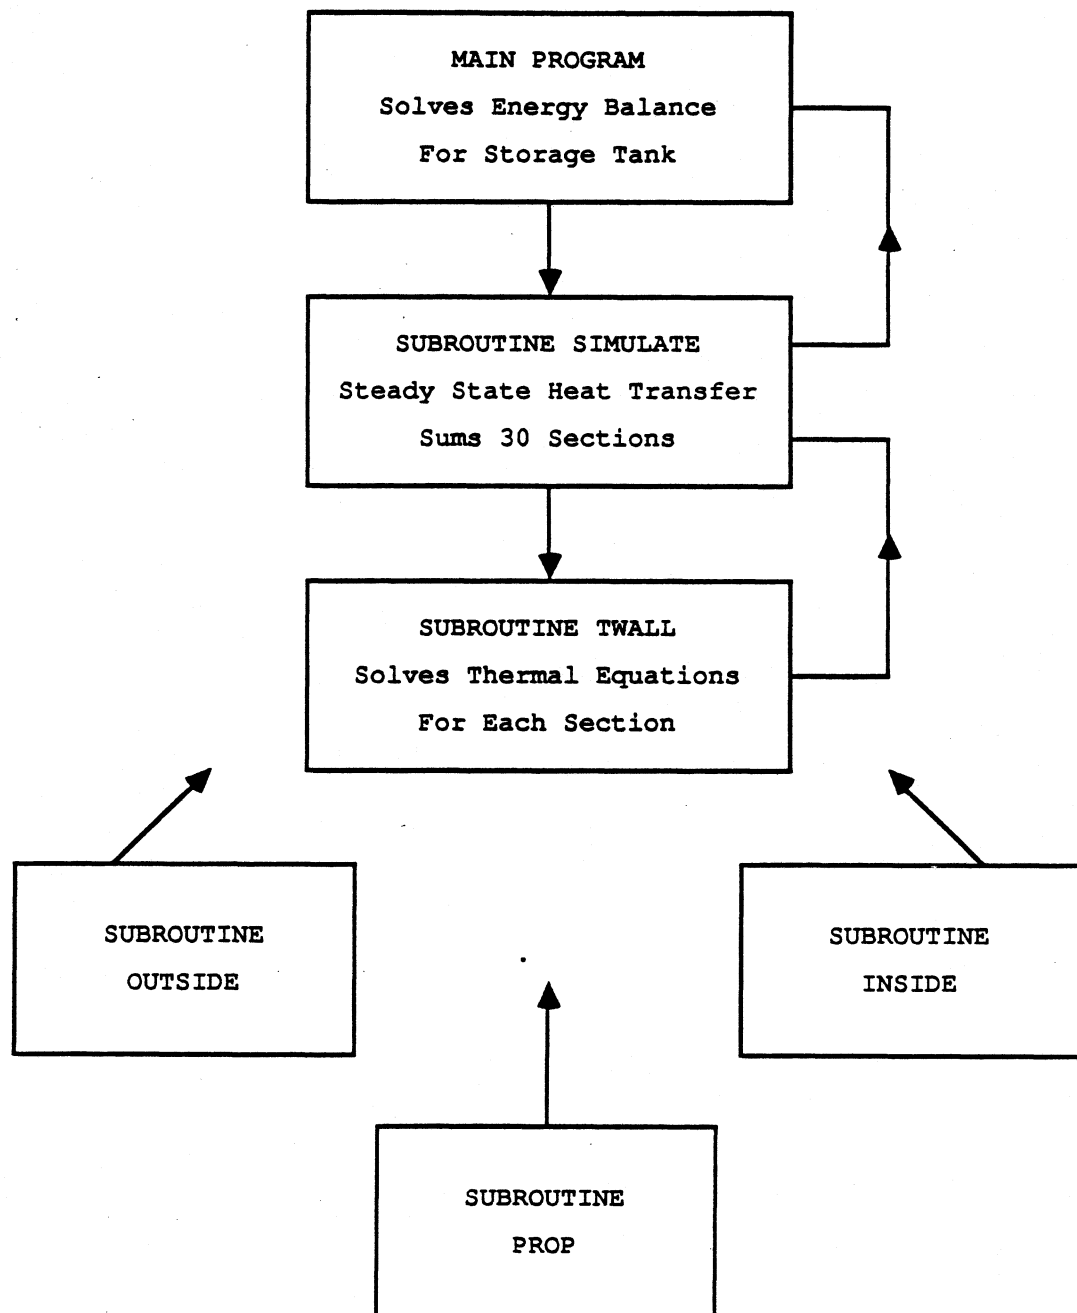 MAIN PROGRAM
Solves Energy Balance
For Storage Tank
SUBROUTINE SIMULATE
Steady State Heat Transfer
Sums 30 Sections
SUBROUTINE TWALL
Solves Thermal Equations
For Each Section
SUBROUTINE
OUTSIDE
SUBROUTINE
INSIDE
SUBROUTINE
PROP